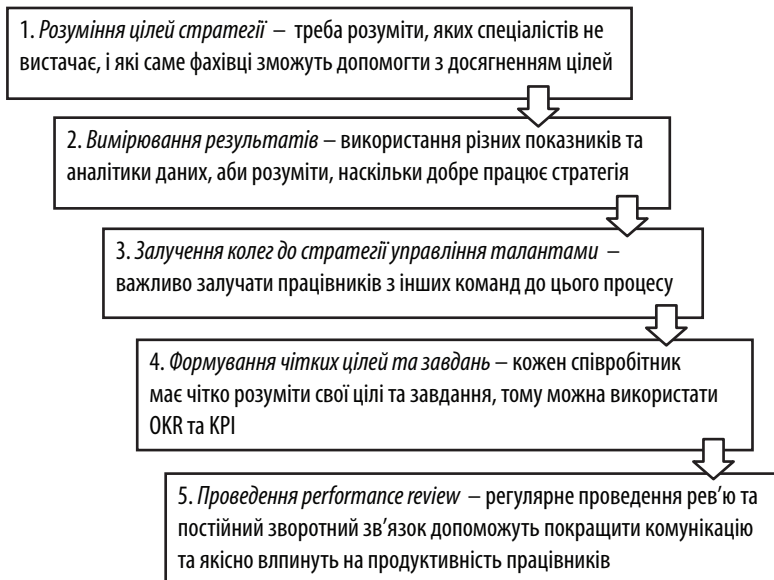 1. Розуміння цілей стратегії – треба розуміти, яких спеціалістів не
вистачає, і які саме фахівці зможуть допомогти з досягненням цілей
2. Вимірювання результатів – використання різних показників та
аналітики даних, аби розуміти, наскільки добре працює стратегія
3. Залучення колег до стратегії управління талантами –
важливо залучати працівників з інших команд до цього процесу
4. Формування чітких цілей та завдань – кожен співробітник
має чітко розуміти свої цілі та завдання, тому можна використати
OKR та KPI
5. Проведення performance review – регулярне проведення рев’ю та
постійний зворотний зв’язок допоможуть покращити комунікацію
та якісно влпинуть на продуктивність працівників